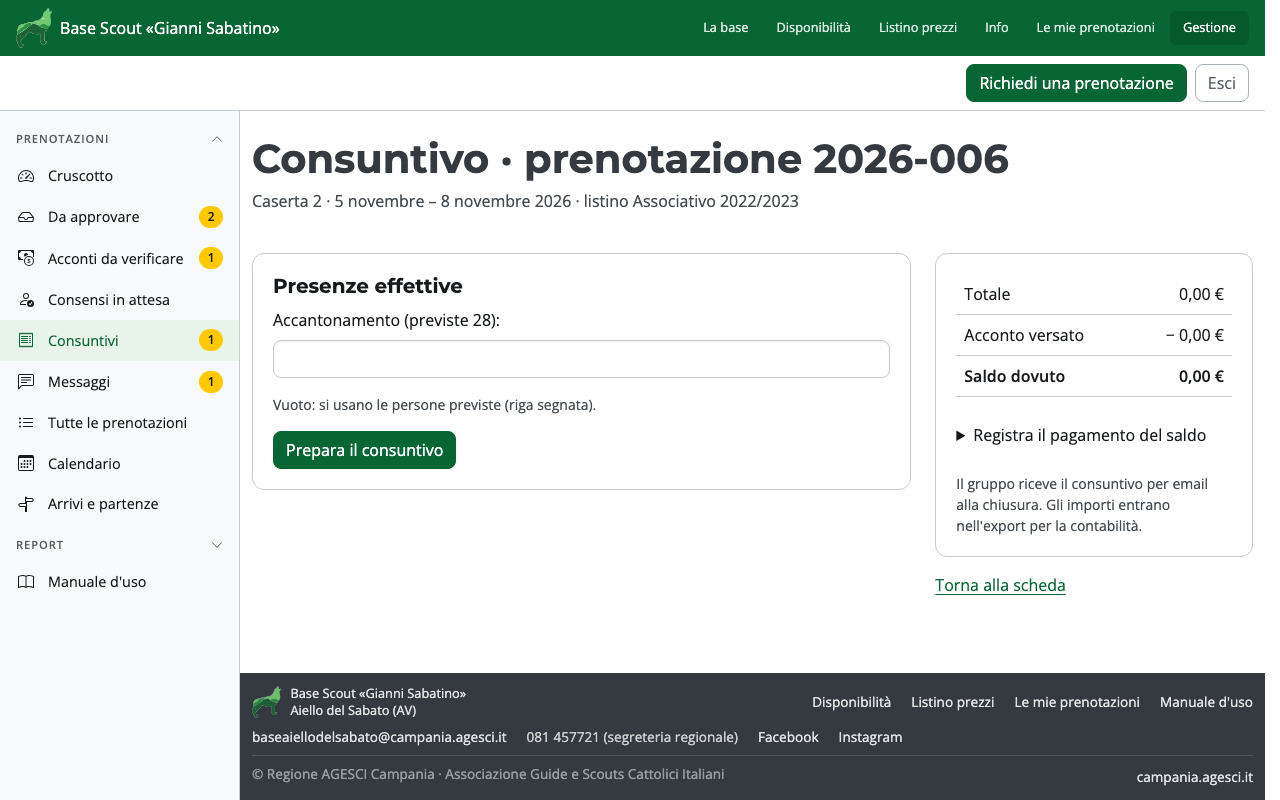 Base Scout «Gianni Sabatino»
La base
Disponibilità
Listino prezzi
Info
Le mie prenotazioni
Gestione
Richiedi una prenotazione
Esci
PRENOTAZIONI
Cruscotto
Da approvare 2
Acconti da verificare 1
Consensi in attesa
Consuntivi 1
Messaggi 1
Tutte le prenotazioni
Calendario
Arrivi e partenze
REPORT
Manuale d'uso
Consuntivo · prenotazione 2026-006
Caserta 2 · 5 novembre – 8 novembre 2026 · listino Associativo 2022/2023
Presenze effettive
Accantonamento (previste 28):
Vuoto: si usano le persone previste (riga segnata).
Prepara il consuntivo
Totale 0,00 €
Acconto versato − 0,00 €
Saldo dovuto 0,00 €
Registra il pagamento del saldo
Il gruppo riceve il consuntivo per email
alla chiusura. Gli importi entrano
nell'export per la contabilità.
Torna alla scheda
Base Scout «Gianni Sabatino»
Aiello del Sabato (AV)
Disponibilità
Listino prezzi
Le mie prenotazioni
Manuale d'uso
baseaiellodelsabato@campania.agesci.it
081 457721 (segreteria regionale)
Facebook
Instagram
© Regione AGESCI Campania · Associazione Guide e Scouts Cattolici Italiani
campania.agesci.it